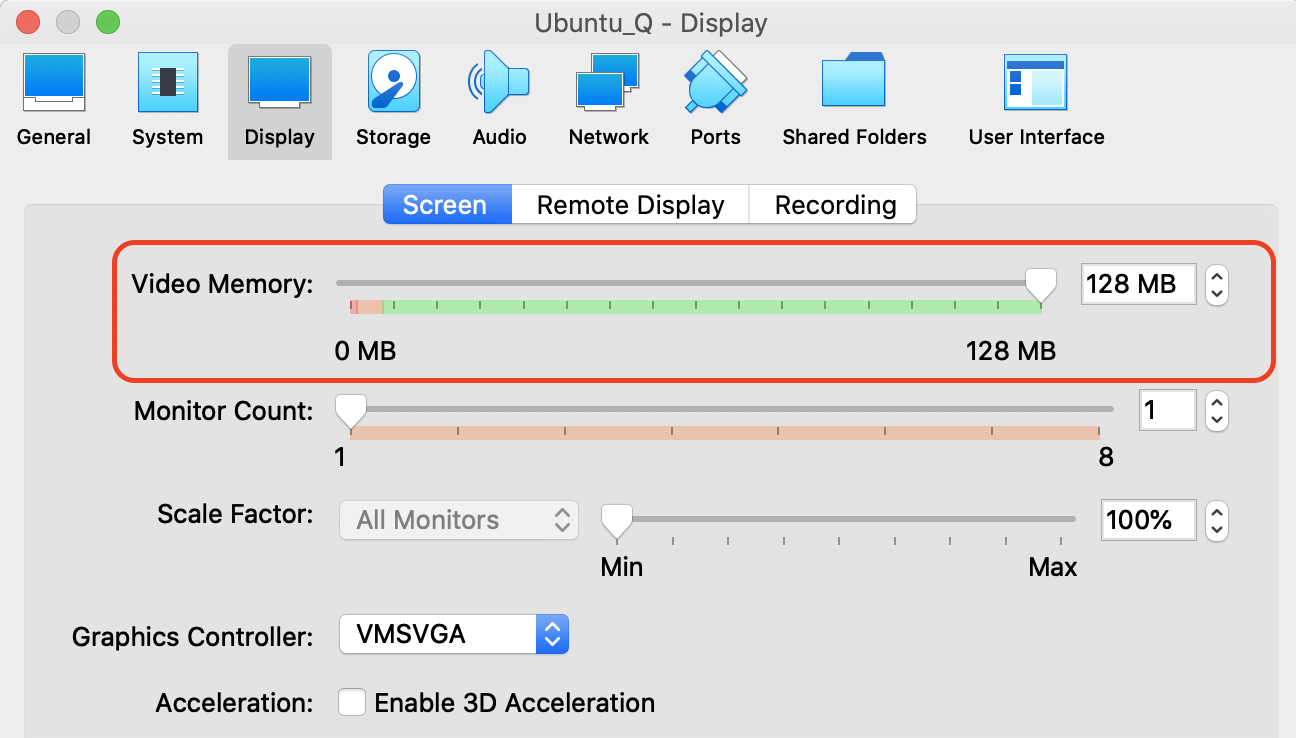 Ubuntu_Q - Display
General System Display Storage Audio Network Ports Shared Folders User Interface
Screen Remote Display Recording
Video Memory: 128 MB
0 MB 128 MB
Monitor Count: 1
1 8
Scale Factor: All Monitors 100%
Min Max
Graphics Controller: VMSVGA
Acceleration: Enable 3D Acceleration